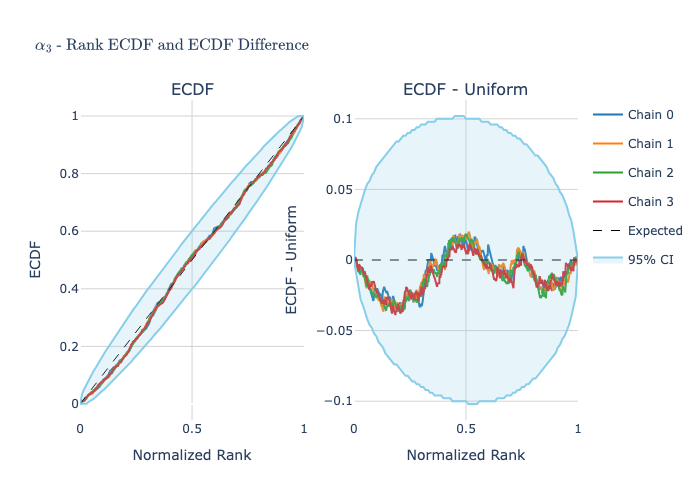 α₃ - Rank ECDF and ECDF Difference
ECDF
ECDF - Uniform
1
0.8
0.6
0.4
0.2
0
0
0.5
1
Normalized Rank
ECDF
0.1
0.05
0
−0.05
−0.1
0
0.5
1
Normalized Rank
ECDF - Uniform
Chain 0
Chain 1
Chain 2
Chain 3
Expected
95% CI